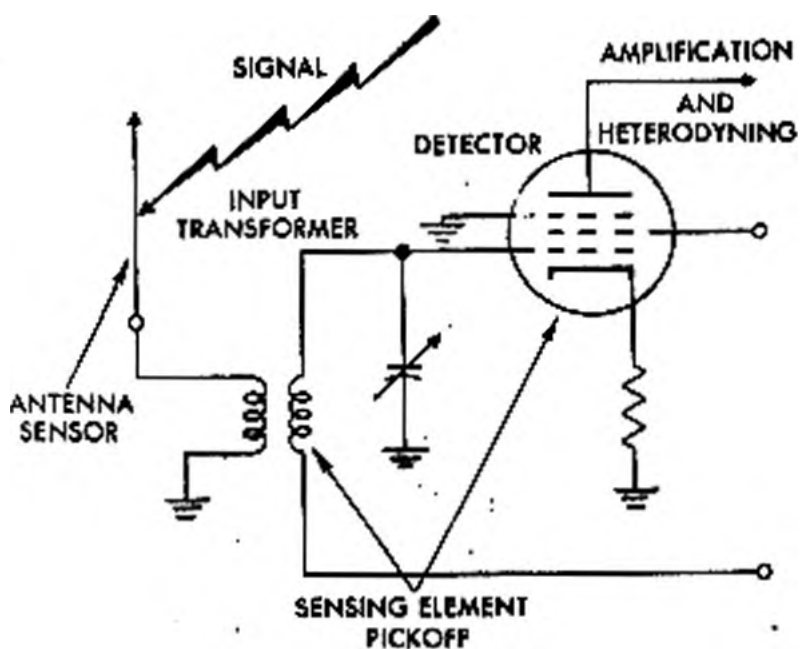 SIGNAL
AMPLIFICATION
AND
HETERODYNING
DETECTOR
INPUT
TRANSFORMER
ANTENNA
SENSOR
SENSING ELEMENT
PICKOFF